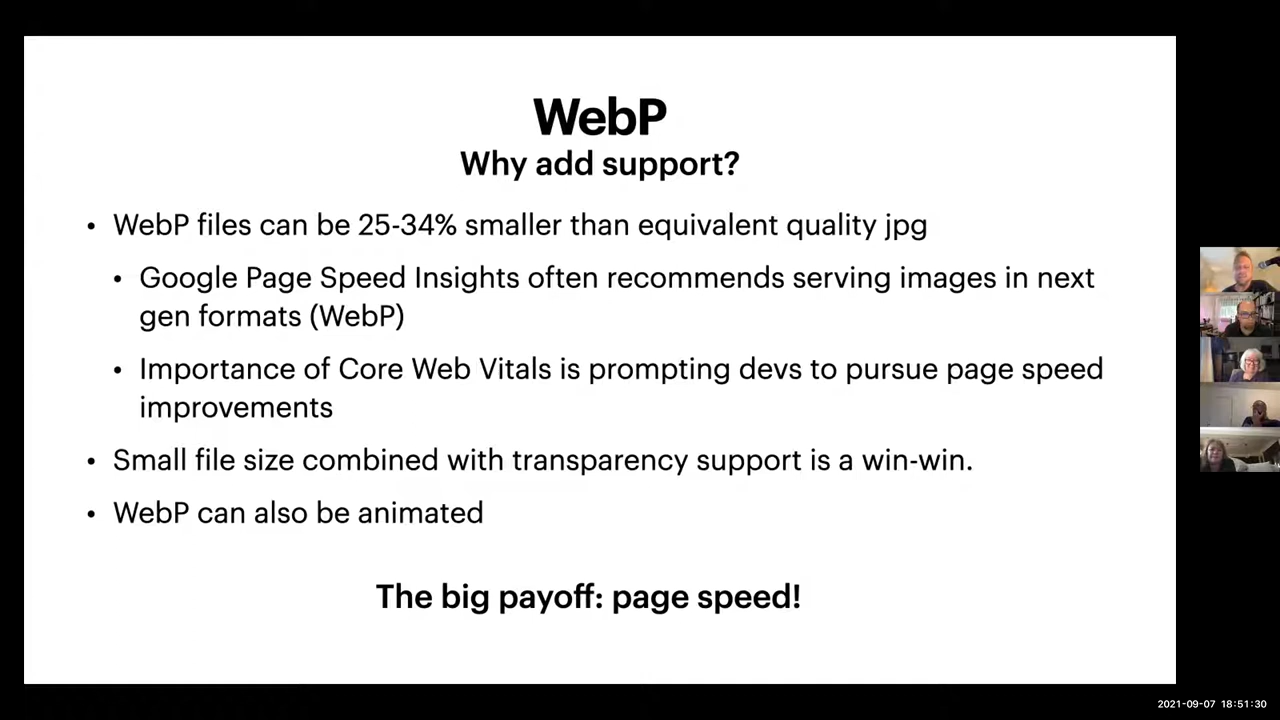 WebP
Why add support?
• WebP files can be 25-34% smaller than equivalent quality jpg
• Google Page Speed Insights often recommends serving images in next
gen formats (WebP)
• Importance of Core Web Vitals is prompting devs to pursue page speed
improvements
• Small file size combined with transparency support is a win-win.
• WebP can also be animated
The big payoff: page speed!
2021-09-07 18:51:30